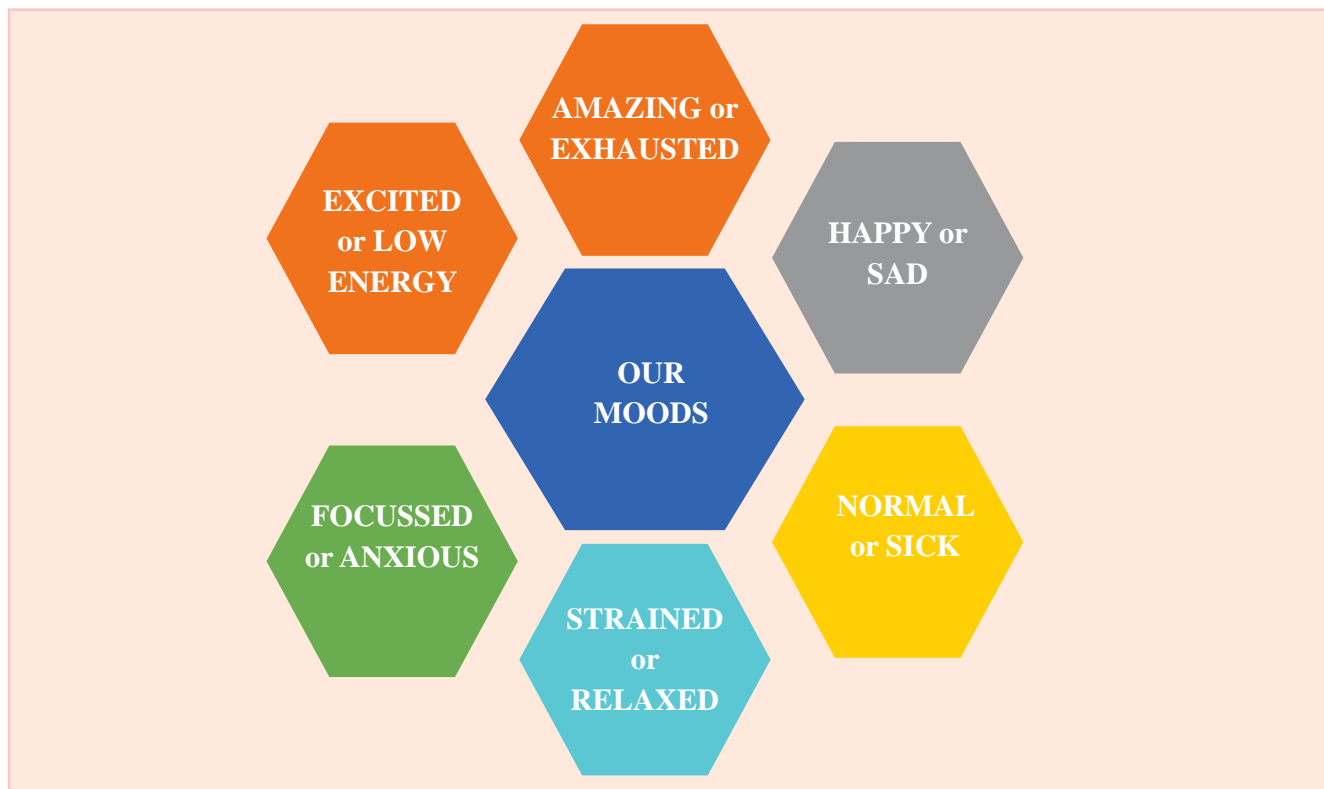 AMAZING or
EXHAUSTED
EXCITED
or LOW
ENERGY
HAPPY or
SAD
OUR
MOODS
FOCUSSED
or ANXIOUS
NORMAL
or SICK
STRAINED
or
RELAXED